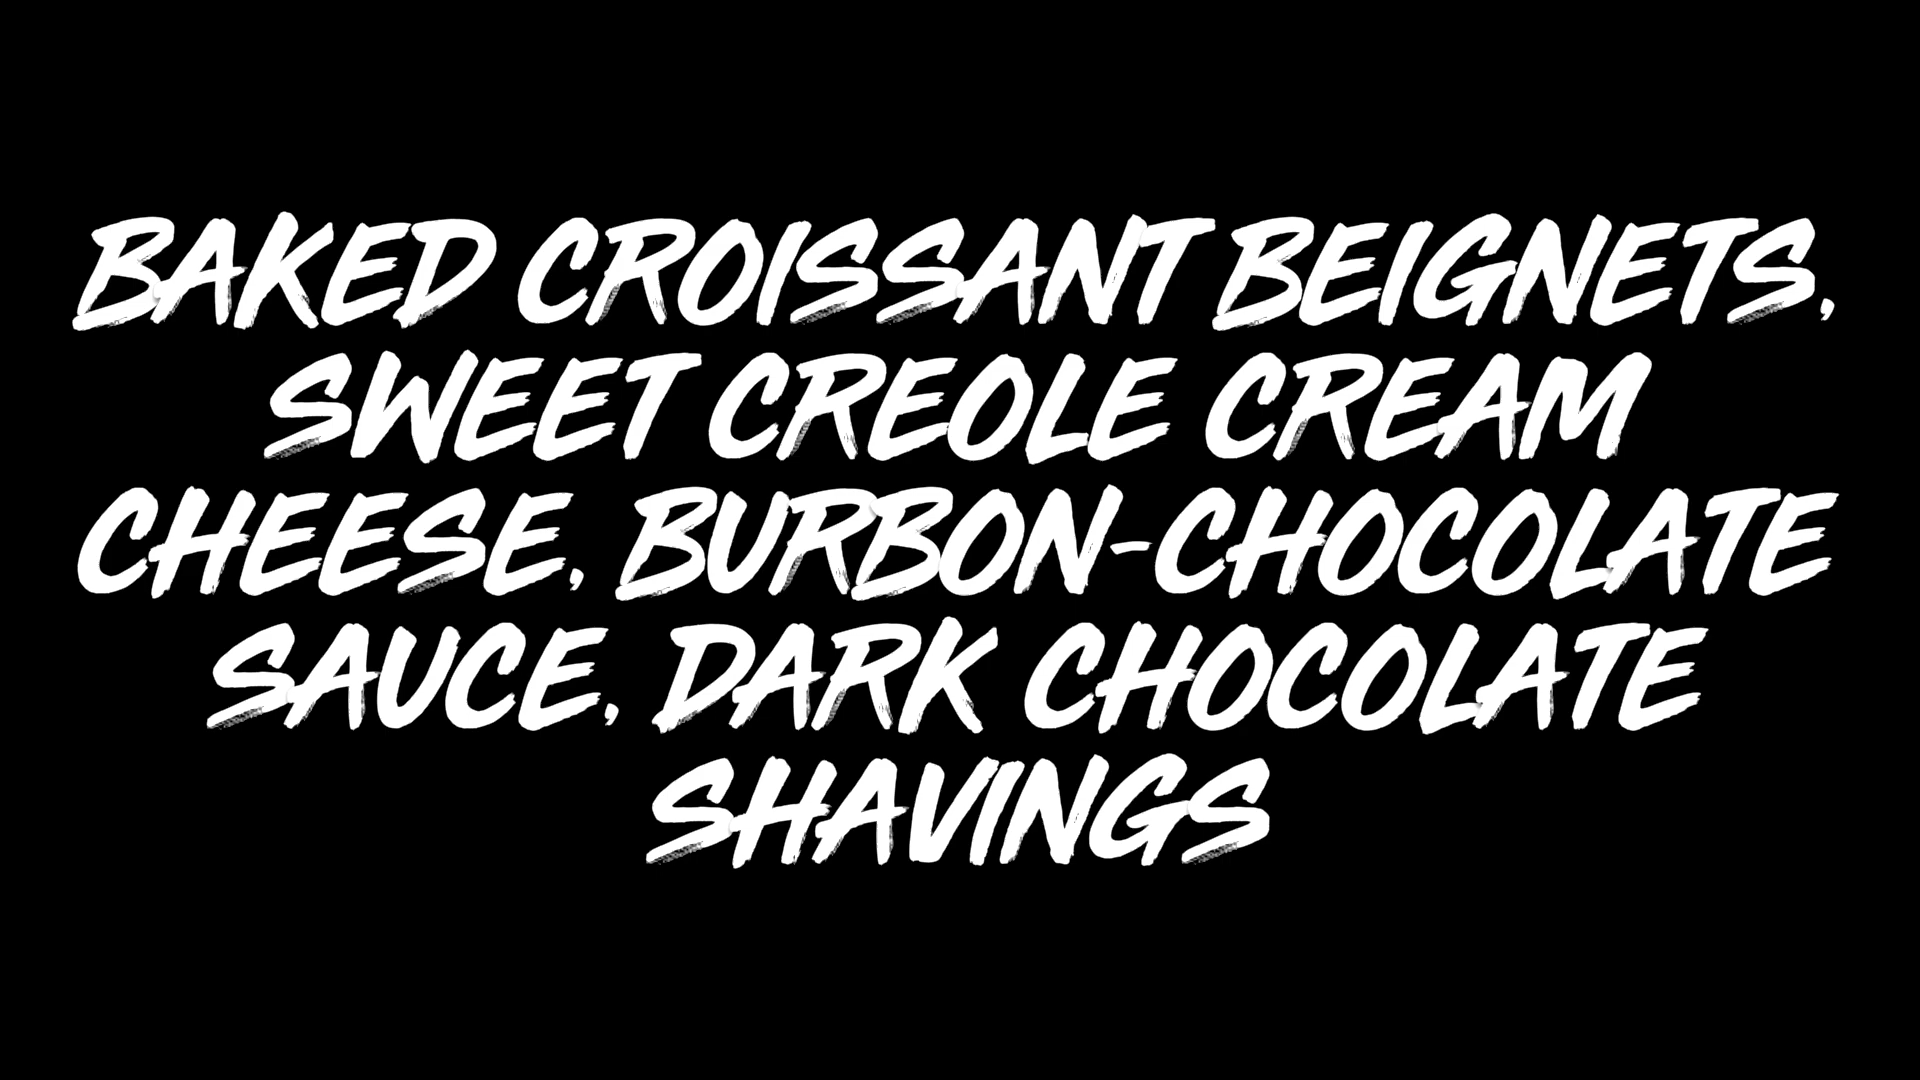 BAKED CROISSANT BEIGNETS,
SWEET CREOLE CREAM
CHEESE, BURBON-CHOCOLATE
SAUCE, DARK CHOCOLATE
SHAVINGS